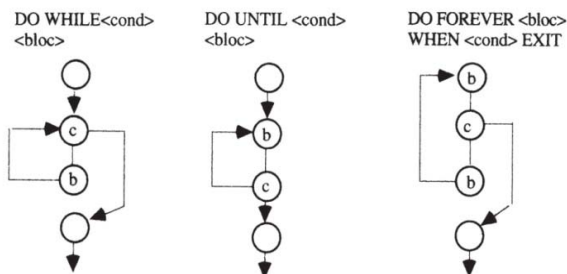 DO WHILE<cond>
<bloc>
DO UNTIL <cond>
<bloc>
DO FOREVER <bloc>
WHEN <cond> EXIT
c
b
b
c
b
c
b